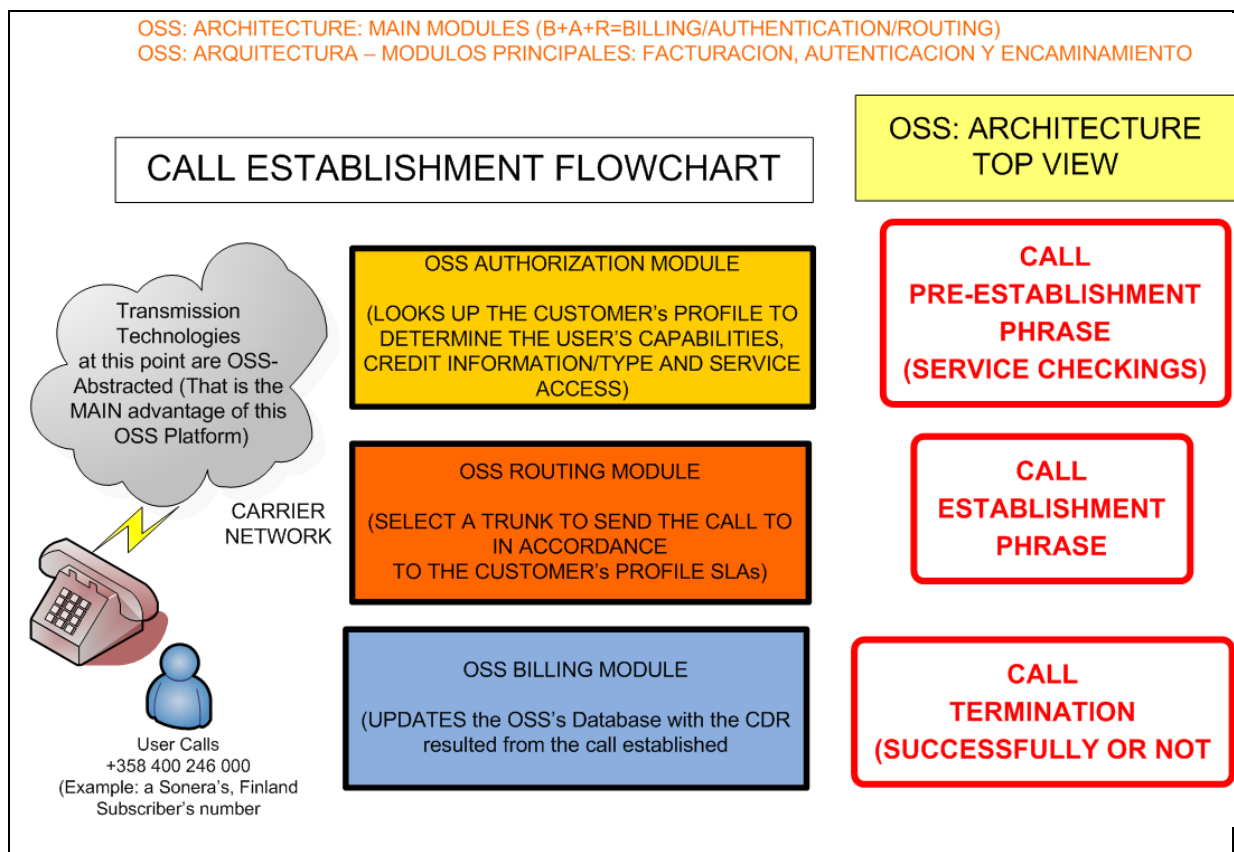 OSS: ARCHITECTURE: MAIN MODULES (B+A+R=BILLING/AUTHENTICATION/ROUTING)
OSS: ARQUITECTURA – MODULOS PRINCIPALES: FACTURACION, AUTENTICACION Y ENCAMINAMIENTO
CALL ESTABLISHMENT FLOWCHART
OSS: ARCHITECTURE
TOP VIEW
Transmission
Technologies
at this point are OSS-
Abstracted (That is the
MAIN advantage of this
OSS Platform)
CARRIER
NETWORK
User Calls
+358 400 246 000
(Example: a Sonera's, Finland
Subscriber's number
OSS AUTHORIZATION MODULE
(LOOKS UP THE CUSTOMER's PROFILE TO
DETERMINE THE USER'S CAPABILITIES,
CREDIT INFORMATION/TYPE AND SERVICE
ACCESS)
CALL
PRE-ESTABLISHMENT
PHRASE
(SERVICE CHECKINGS)
OSS ROUTING MODULE
(SELECT A TRUNK TO SEND THE CALL TO
IN ACCORDANCE
TO THE CUSTOMER's PROFILE SLAs)
CALL
ESTABLISHMENT
PHRASE
OSS BILLING MODULE
(UPDATES the OSS's Database with the CDR
resulted from the call established
CALL
TERMINATION
(SUCCESSFULLY OR NOT